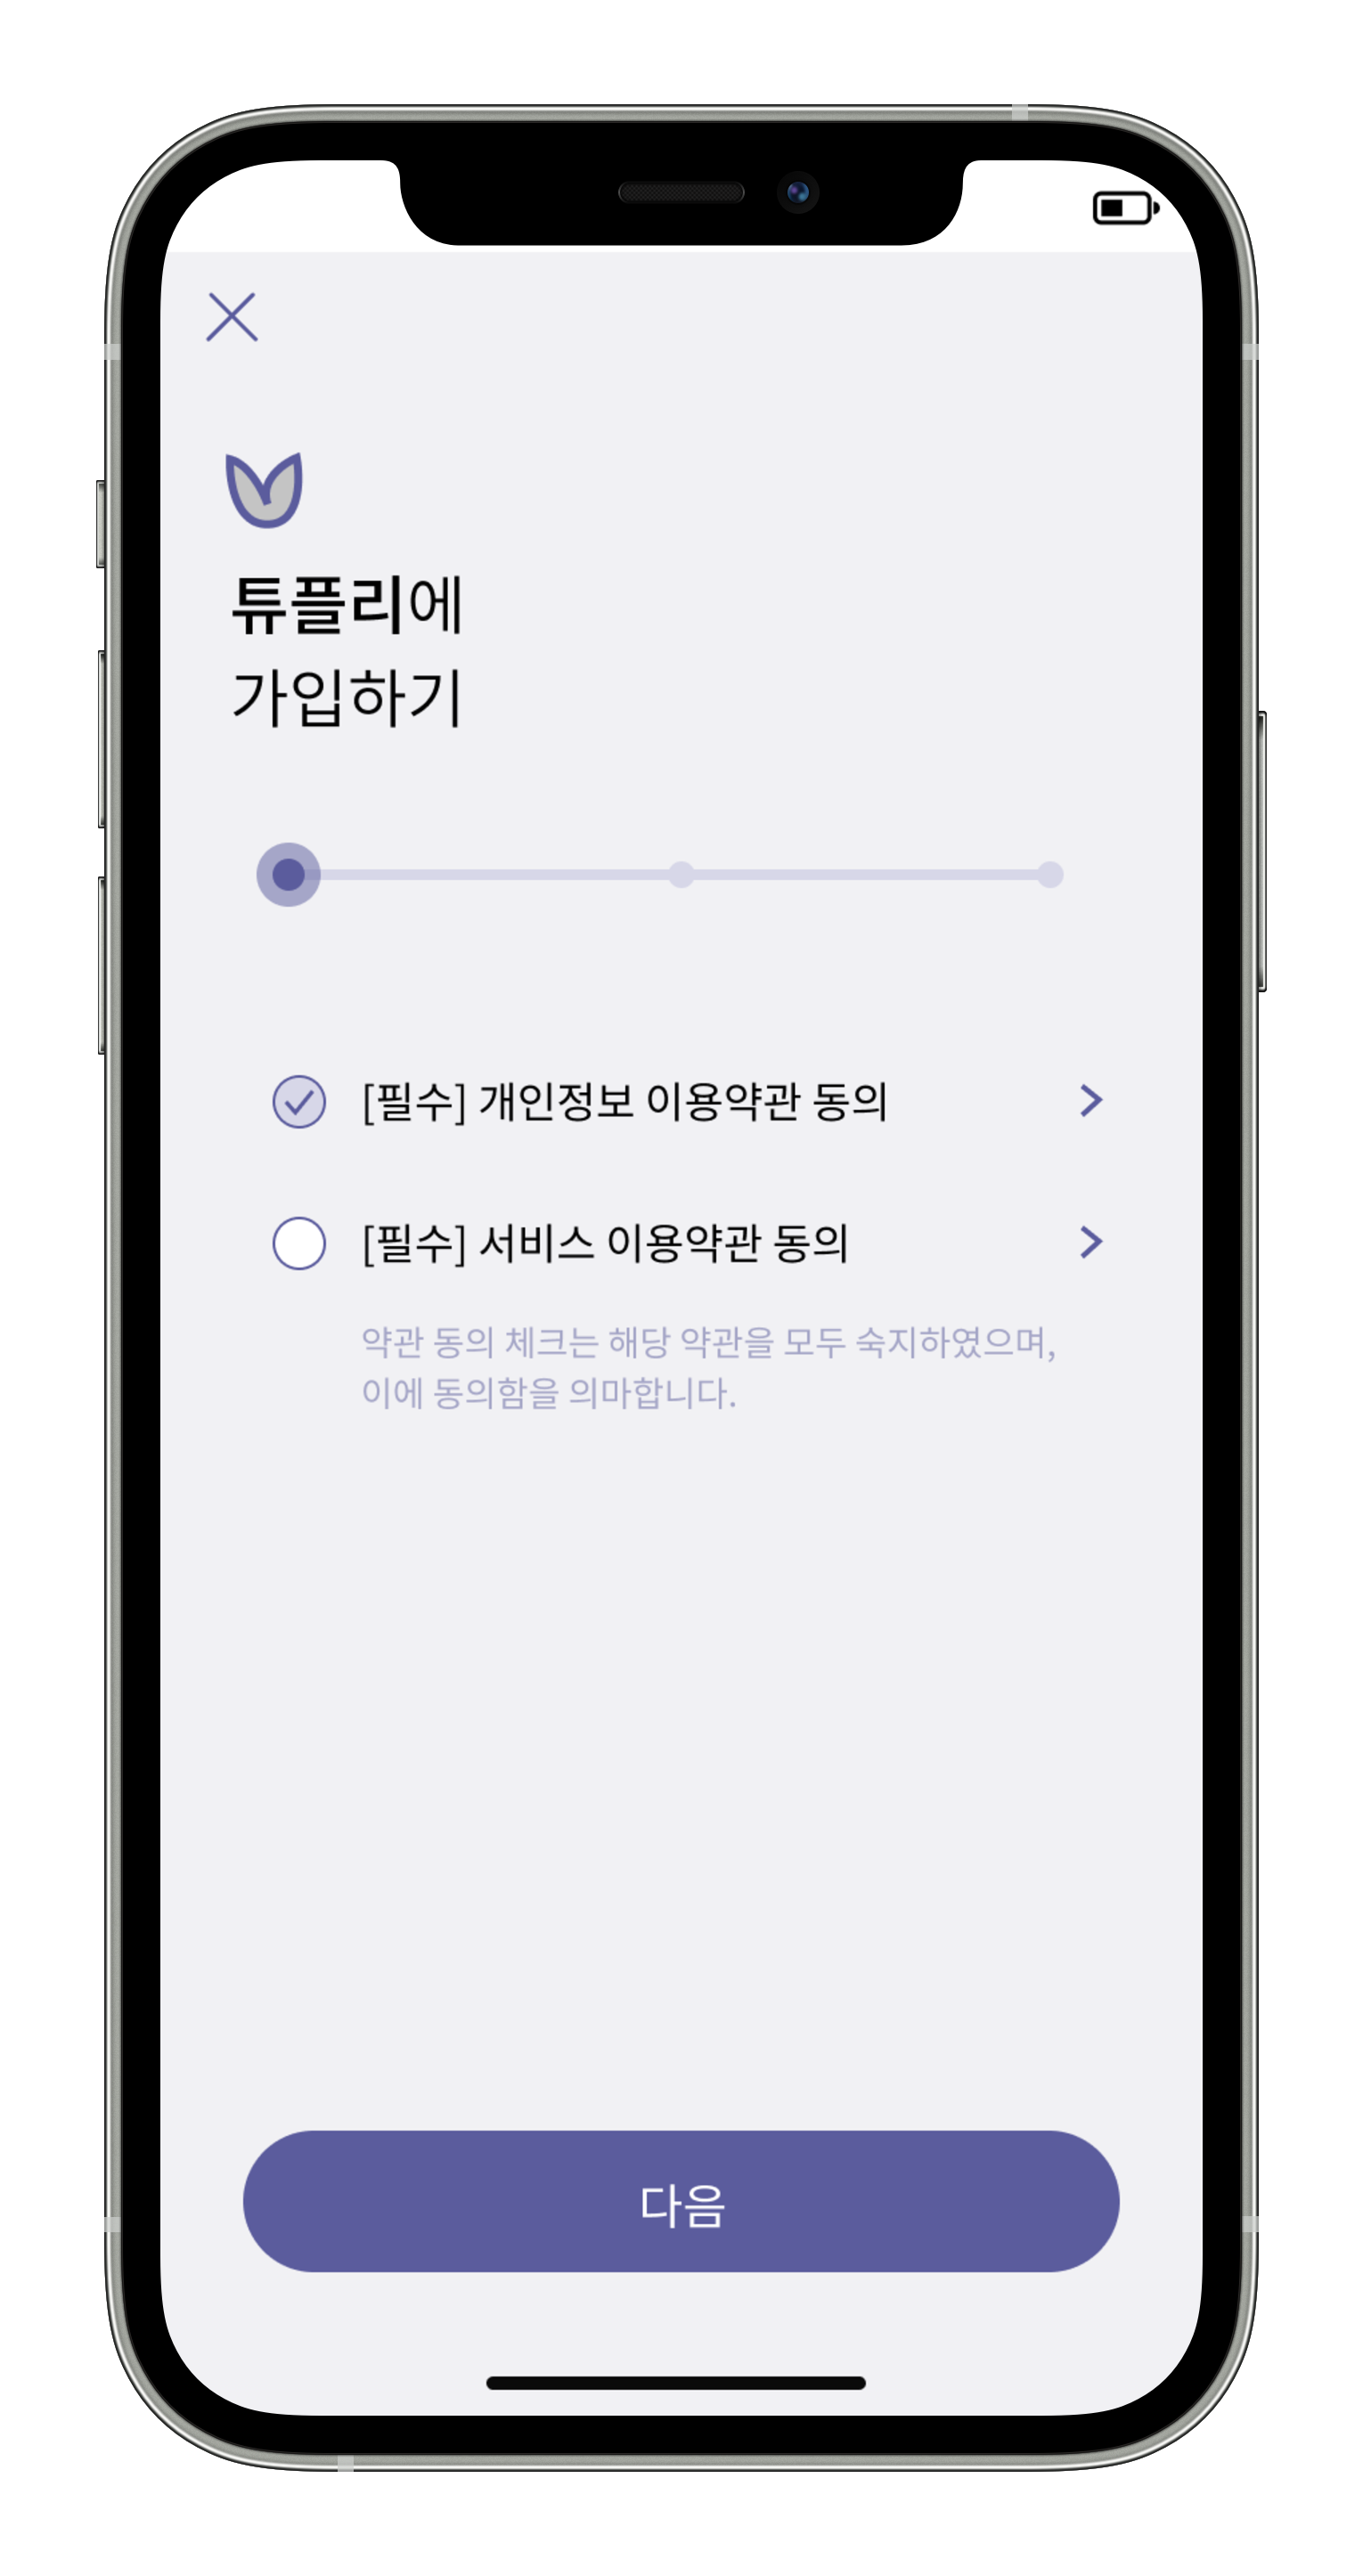 튜플리에
가입하기
[필수] 개인정보 이용약관 동의
[필수] 서비스 이용약관 동의
약관 동의 체크는 해당 약관을 모두 숙지하였으며,
이에 동의함을 의마합니다.
다음